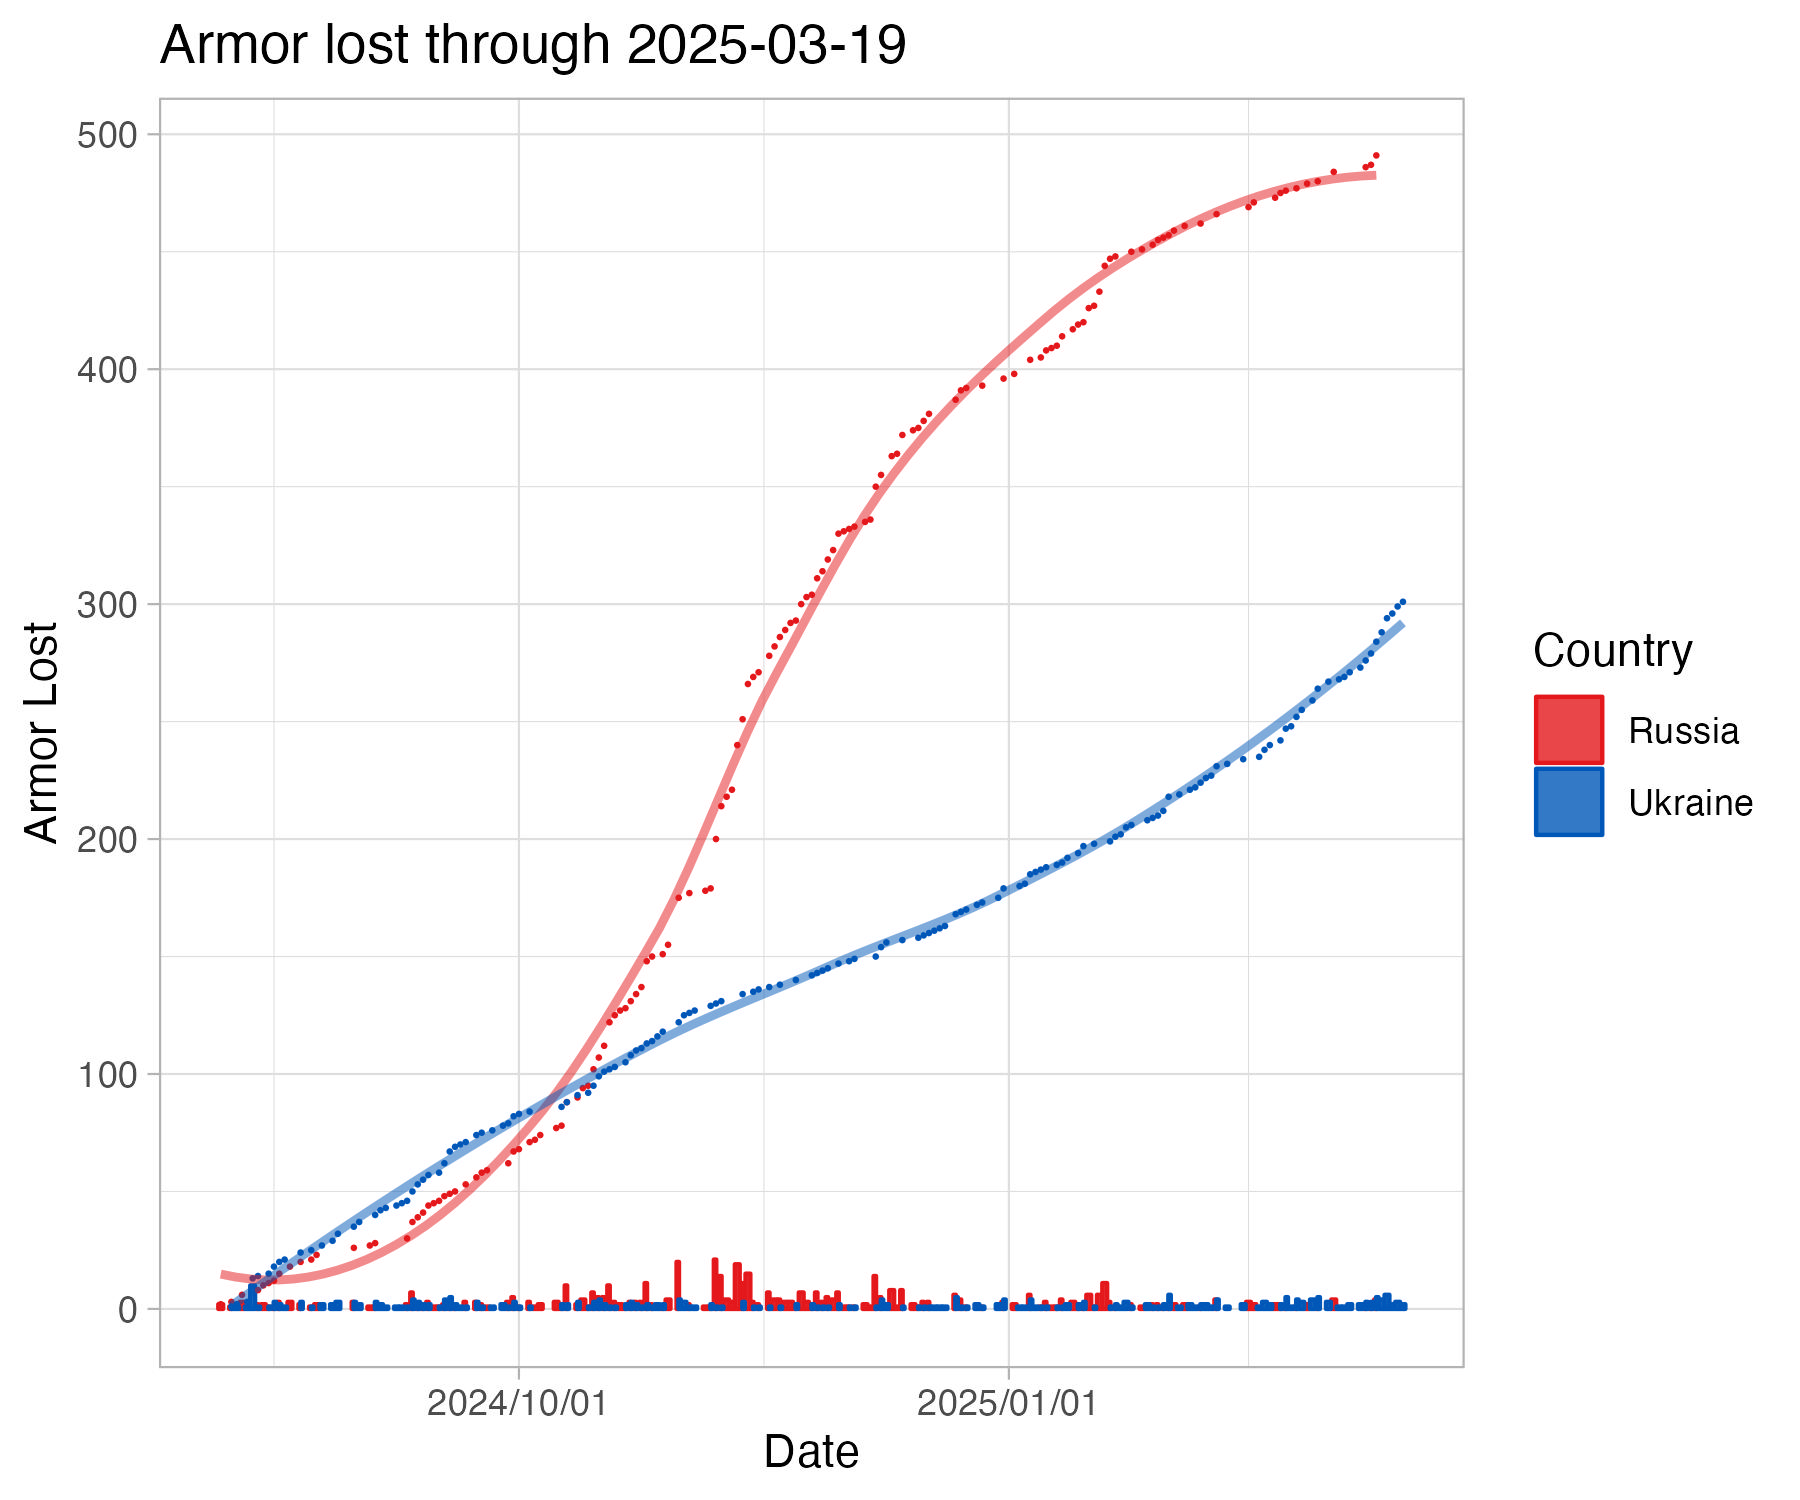 Armor lost through 2025-03-19
500
400
300
200
100
0
Armor Lost
2024/10/01
2025/01/01
Date
Country
Russia
Ukraine